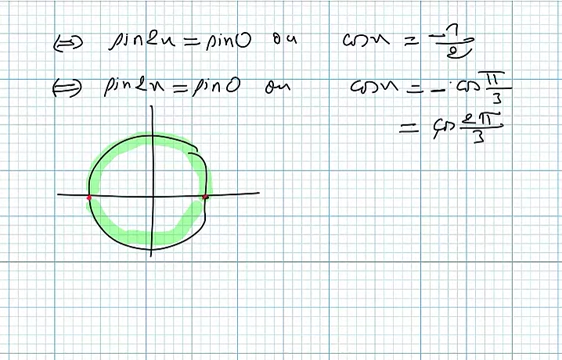 ⇔ sin2x = sin0 ou cosx = -1/2
⇔ sin2x = sin0 ou cosx = -cos π/3
= cos 2π/3